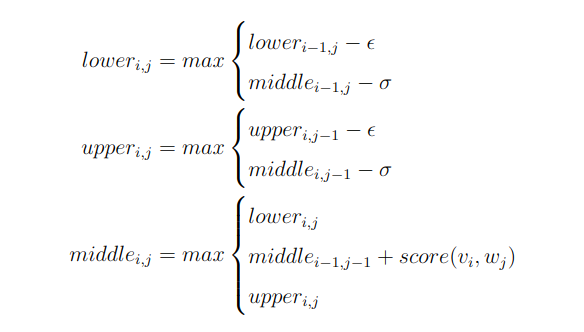 lower_{i,j} = max { lower_{i−1,j} − ϵ
middle_{i−1,j} − σ
upper_{i,j} = max { upper_{i,j−1} − ϵ
middle_{i,j−1} − σ
middle_{i,j} = max { lower_{i,j}
middle_{i−1,j−1} + score(v_i, w_j)
upper_{i,j}